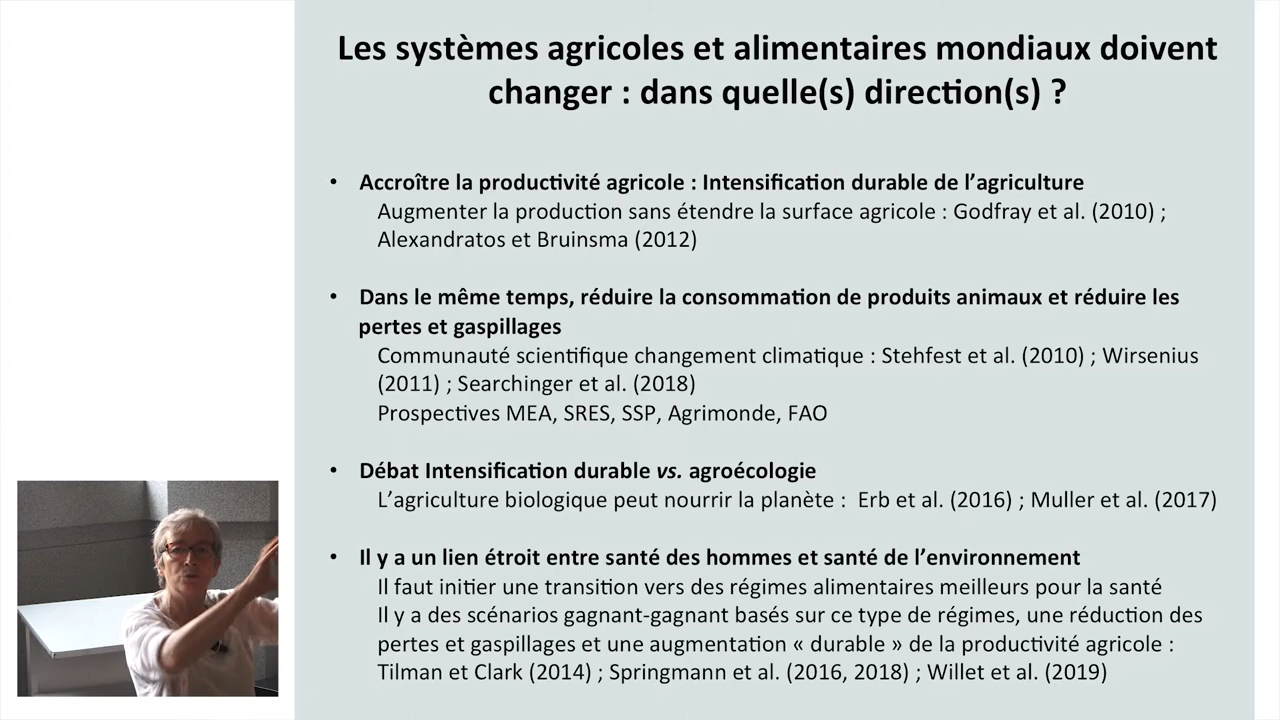 Les systèmes agricoles et alimentaires mondiaux doivent
changer : dans quelle(s) direction(s) ?
• Accroître la productivité agricole : Intensification durable de l’agriculture
Augmenter la production sans étendre la surface agricole : Godfray et al. (2010) ;
Alexandratos et Bruinsma (2012)
• Dans le même temps, réduire la consommation de produits animaux et réduire les
pertes et gaspillages
Communauté scientifique changement climatique : Stehfest et al. (2010) ; Wirsenius
(2011) ; Searchinger et al. (2018)
Prospectives MEA, SRES, SSP, Agrimonde, FAO
• Débat Intensification durable vs. agroécologie
L’agriculture biologique peut nourrir la planète : Erb et al. (2016) ; Muller et al. (2017)
• Il y a un lien étroit entre santé des hommes et santé de l’environnement
Il faut initier une transition vers des régimes alimentaires meilleurs pour la santé
Il y a des scénarios gagnant-gagnant basés sur ce type de régimes, une réduction des
pertes et gaspillages et une augmentation « durable » de la productivité agricole :
Tilman et Clark (2014) ; Springmann et al. (2016, 2018) ; Willet et al. (2019)